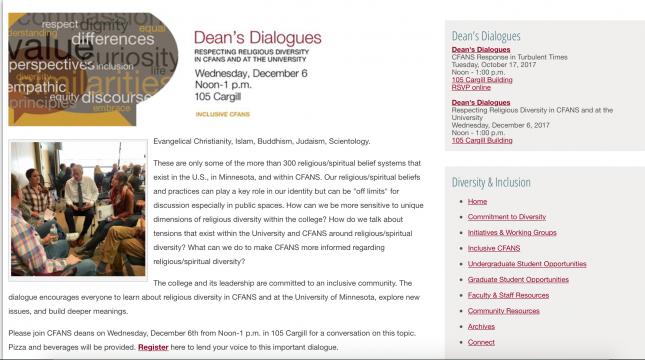 respect
dignity
equal
derstanding
differences
value
perspectives
inclusion
diversity
empathic
equity
discourse
principles
embrace
Dean's Dialogues
RESPECTING RELIGIOUS DIVERSITY
IN CFANS AND AT THE UNIVERSITY
Wednesday, December 6
Noon-1 p.m.
105 Cargill
INCLUSIVE CFANS
Evangelical Christianity, Islam, Buddhism, Judaism, Scientology.
These are only some of the more than 300 religious/spiritual belief systems that
exist in the U.S., in Minnesota, and within CFANS. Our religious/spiritual beliefs
and practices can play a key role in our identity but can be "off limits" for
discussion especially in public spaces. How can we be more sensitive to unique
dimensions of religious diversity within the college? How do we talk about
tensions that exist within the University and CFANS around religious/spiritual
diversity? What can we do to make CFANS more informed regarding
religious/spiritual diversity?
The college and its leadership are committed to an inclusive community. The
dialogue encourages everyone to learn about religious diversity in CFANS and at the University of Minnesota, explore new
issues, and build deeper meanings.
Please join CFANS deans on Wednesday, December 6th from Noon-1 p.m. in 105 Cargill for a conversation on this topic.
Pizza and beverages will be provided. Register here to lend your voice to this important dialogue.
Dean's Dialogues
Dean's Dialogues
CFANS Response in Turbulent Times
Tuesday, October 17, 2017
Noon - 1:00 p.m.
105 Cargill Building
RSVP online
Dean's Dialogues
Respecting Religious Diversity in CFANS and at the
University
Wednesday, December 6, 2017
Noon - 1:00 p.m.
105 Cargill Building
Diversity & Inclusion
Home
Commitment to Diversity
Initiatives & Working Groups
Inclusive CFANS
Undergraduate Student Opportunities
Graduate Student Opportunities
Faculty & Staff Resources
Community Resources
Archives
Connect